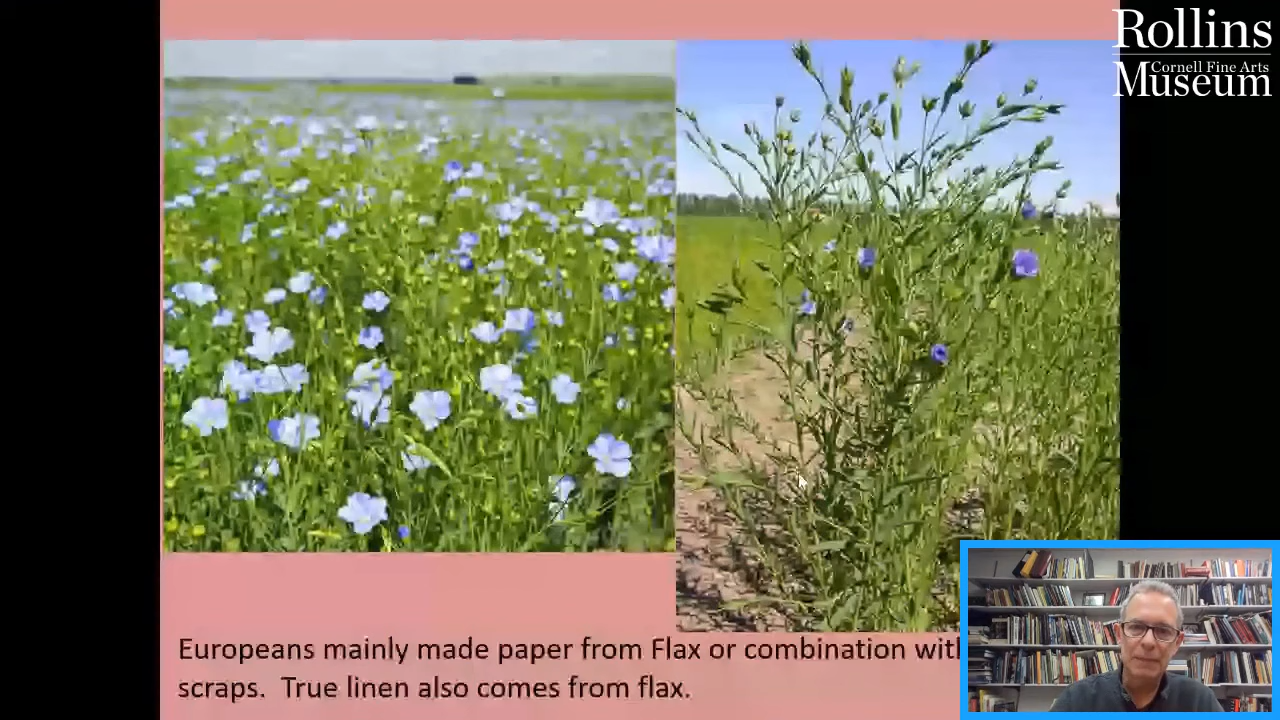 Rollins
Cornell Fine Arts
Museum
Europeans mainly made paper from Flax or combination
scraps. True linen also comes from flax.